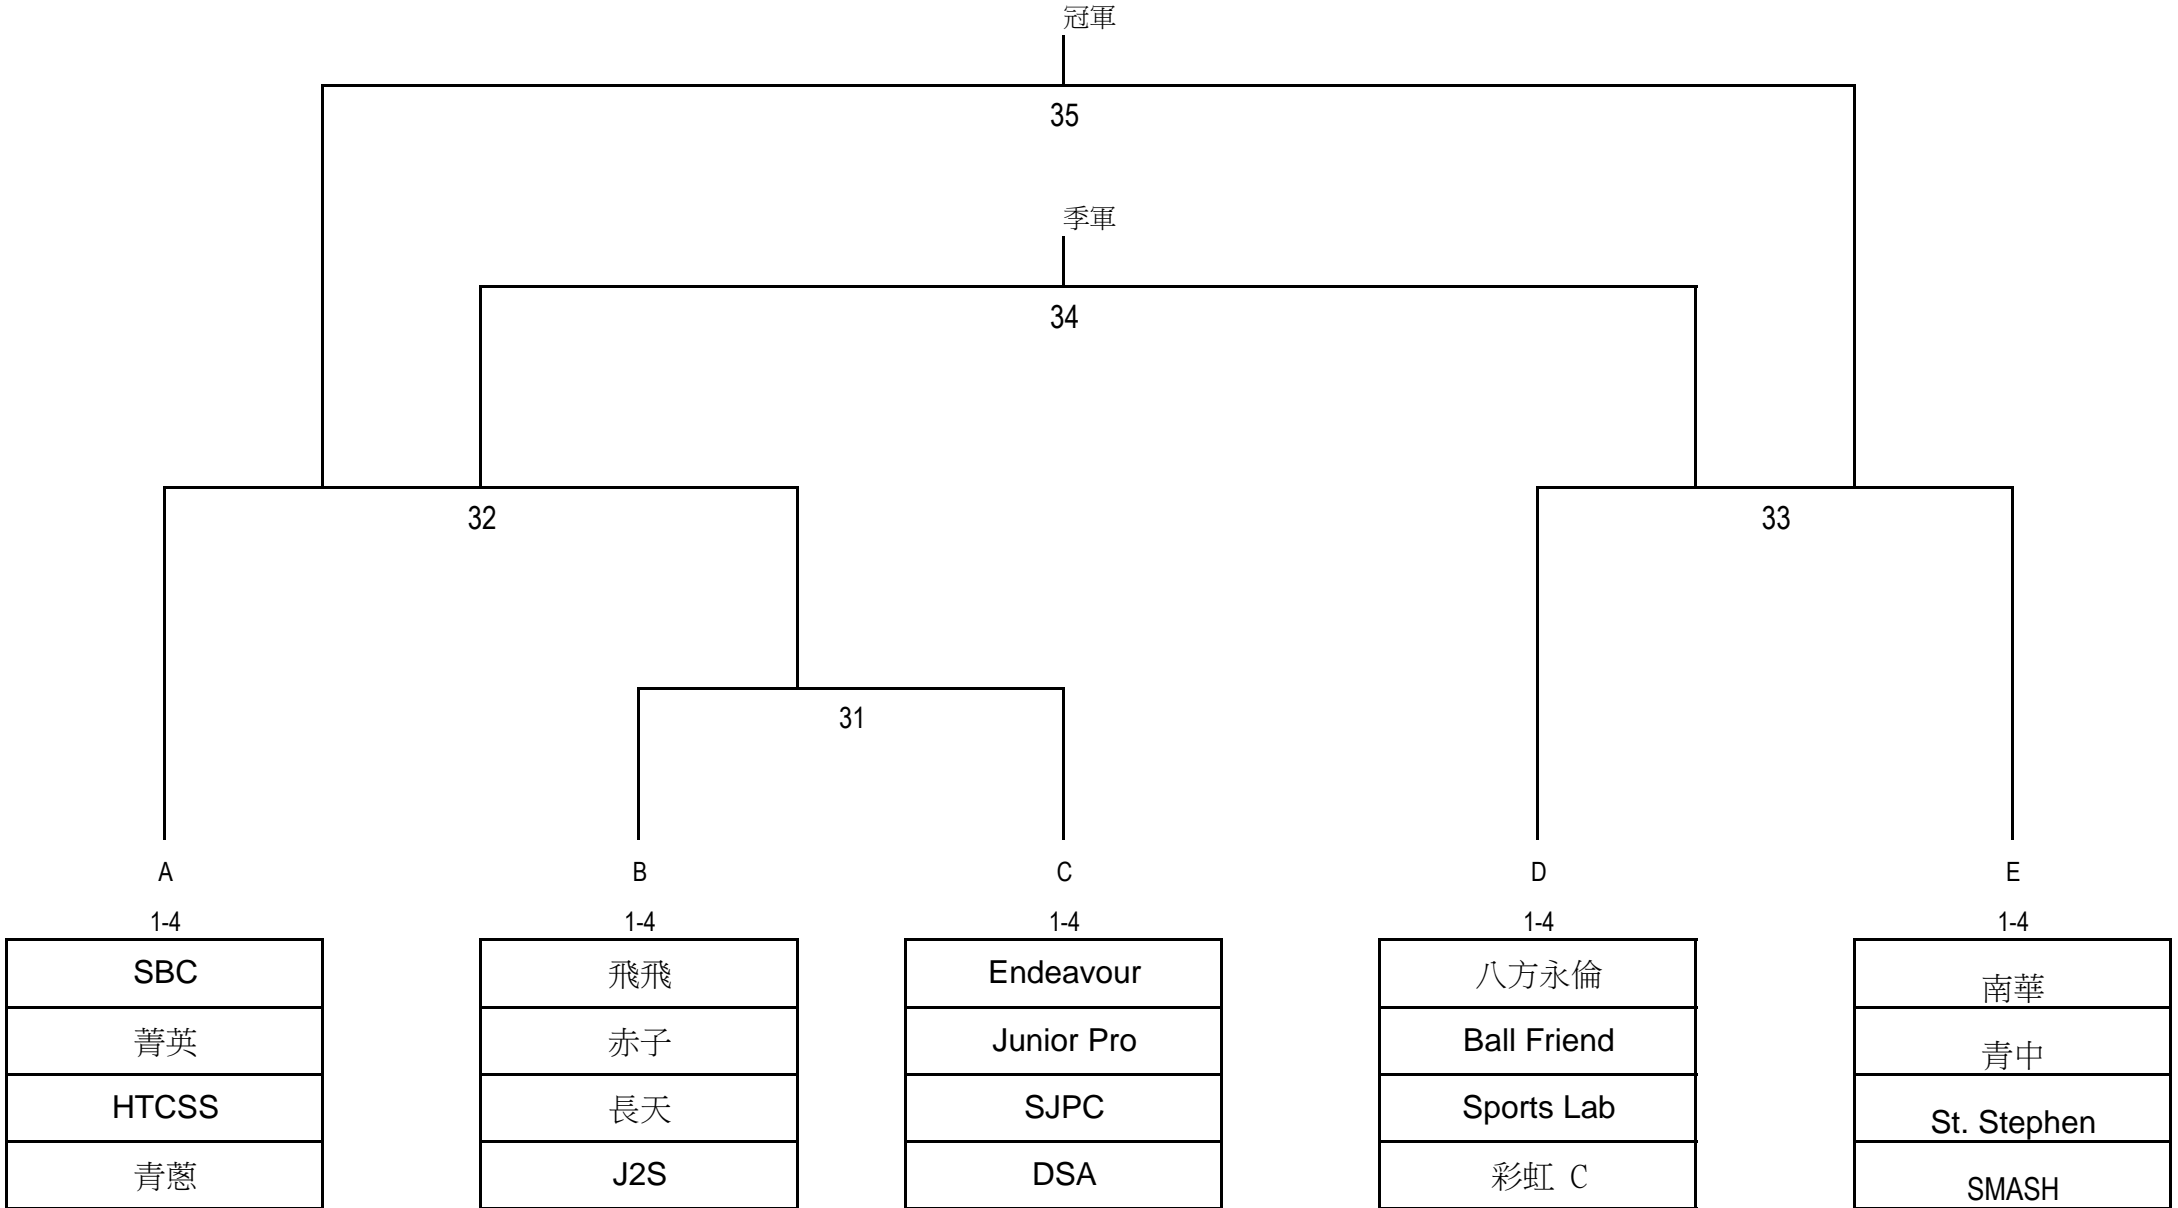 冠軍
35
季軍
34
32
33
31
A
B
C
D
E
1-4
1-4
1-4
1-4
1-4
SBC
飛飛
Endeavour
八方永倫
南華
菁英
赤子
Junior Pro
Ball Friend
青中
HTCSS
長天
SJPC
Sports Lab
St. Stephen
青蔥
J2S
DSA
彩虹 C
SMASH